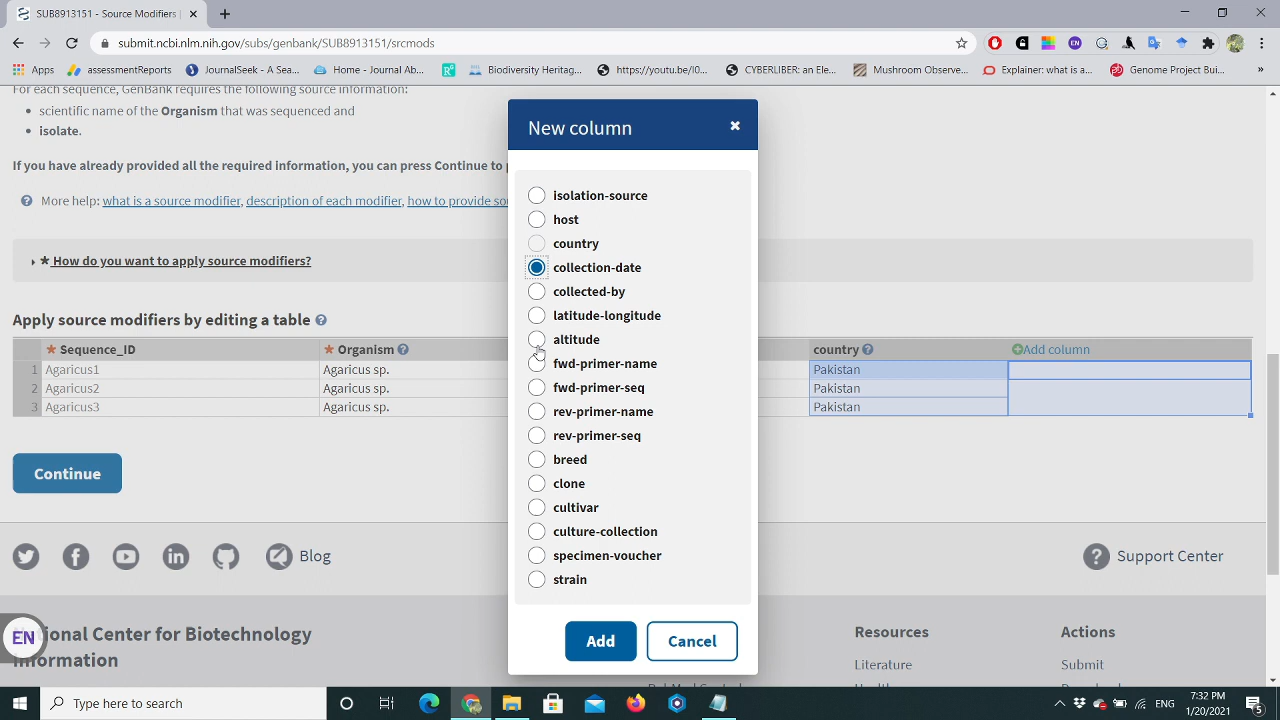 SUB8913151 - Source Modifiers |
submit.ncbi.nlm.nih.gov/subs/genbank/SUB8913151/srcmods
Apps
assessmentReports
JournalSeek - A Sea...
Home - Journal Ab...
Biodiversity Heritag...
https://youtu.be/I0...
CYBERLIBER: an Ele...
Mushroom Observe...
Explainer: what is a...
Genome Project Bui...
»
For each sequence, GenBank requires the following source information:
• scientific name of the Organism that was sequenced and
• isolate.
If you have already provided all the required information, you can press Continue to
More help: what is a source modifier, description of each modifier, how to provide so
* How do you want to apply source modifiers?
Apply source modifiers by editing a table
* Sequence_ID * Organism country Add column
1 Agaricus1 Agaricus sp. Pakistan
2 Agaricus2 Agaricus sp. Pakistan
3 Agaricus3 Agaricus sp. Pakistan
Continue
New column
isolation-source
host
country
collection-date
collected-by
latitude-longitude
altitude
fwd-primer-name
fwd-primer-seq
rev-primer-name
rev-primer-seq
breed
clone
cultivar
culture-collection
specimen-voucher
strain
Add Cancel
Blog
Support Center
EN
ional Center for Biotechnology
Information
Resources
Literature
Actions
Submit
Type here to search
ENG
7:32 PM
1/20/2021